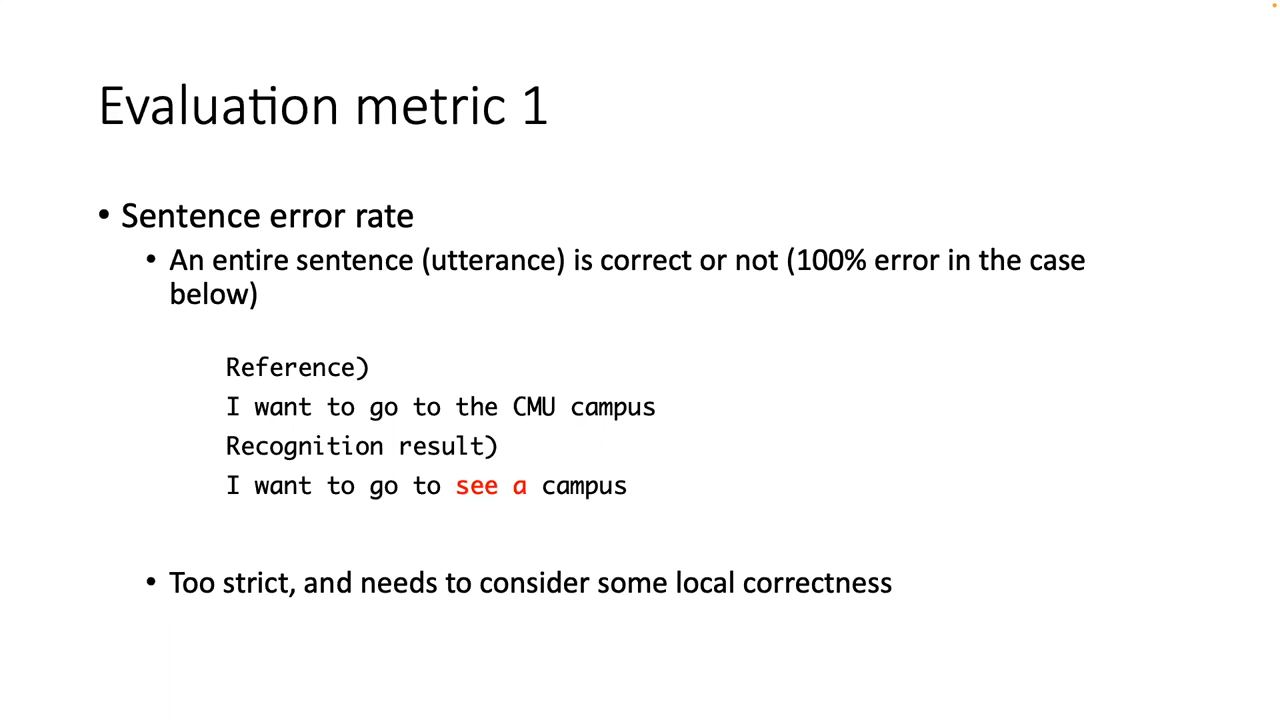 Evaluation metric 1
• Sentence error rate
• An entire sentence (utterance) is correct or not (100% error in the case
below)
Reference)
I want to go to the CMU campus
Recognition result)
I want to go to see a campus
• Too strict, and needs to consider some local correctness